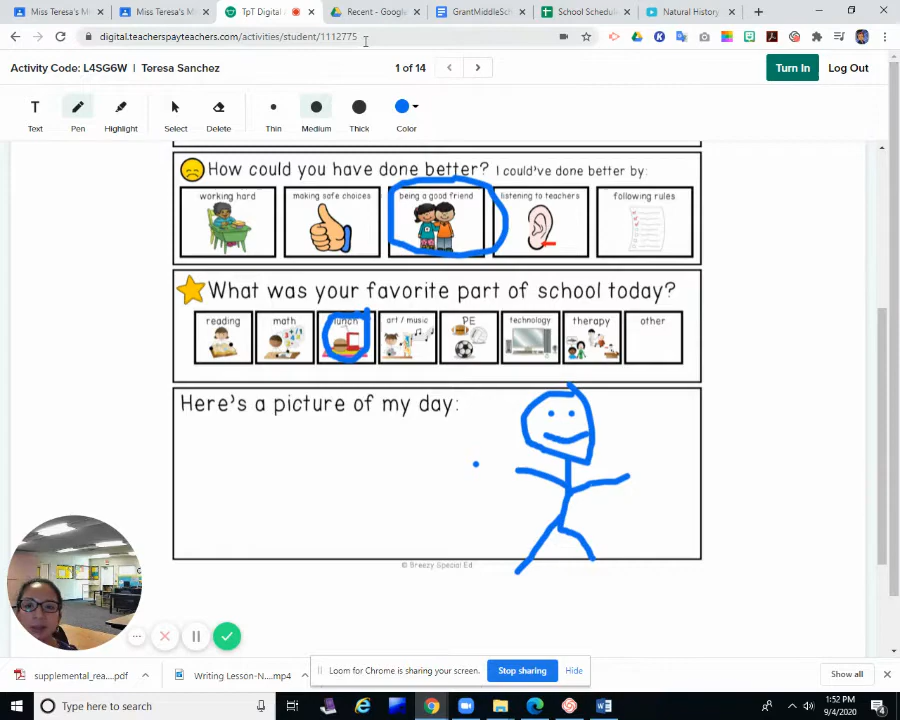 Miss Teresa's M
Miss Teresa's M
TpT Digital
Recent - Google
GrantMiddleSch
School Schedule
Natural History
digital.teacherspayteachers.com/activities/student/1112775
Activity Code: L4SG6W | Teresa Sanchez
1 of 14
Turn In
Log Out
Text
Pen
Highlight
Select
Delete
Thin
Medium
Thick
Color
How could you have done better? I could've done better by:
working hard
making safe choices
being a good friend
listening to teachers
following rules
What was your favorite part of school today?
reading
math
lunch
art / music
PE
technology
therapy
other
Here's a picture of my day:
© Breezy Special Ed
Loom for Chrome is sharing your screen.
Stop sharing
Hide
supplemental_rea....pdf
Writing Lesson-N....mp4
Show all
Type here to search
1:52 PM
9/4/2020
4